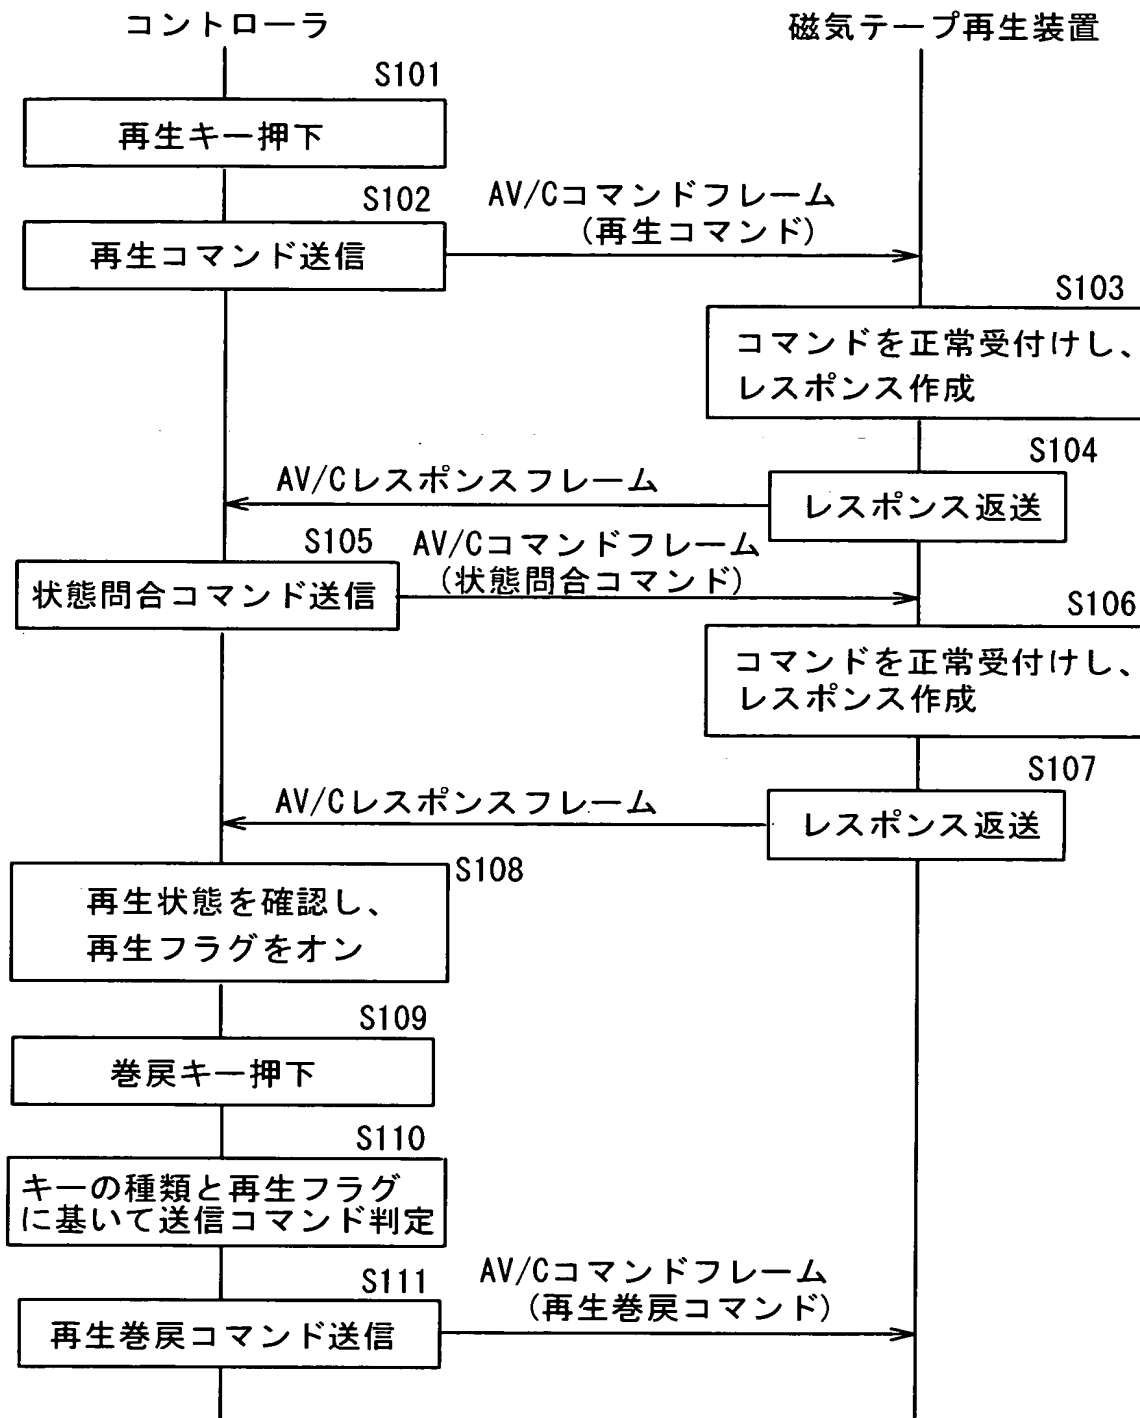 コントローラ
磁気テープ再生装置
S101
再生キー押下
S102
AV/Cコマンドフレーム
(再生コマンド)
再生コマンド送信
S103
コマンドを正常受付けし、
レスポンス作成
S104
AV/Cレスポンスフレーム
レスポンス返送
S105
AV/Cコマンドフレーム
(状態問合コマンド)
状態問合コマンド送信
S106
コマンドを正常受付けし、
レスポンス作成
S107
AV/Cレスポンスフレーム
レスポンス返送
S108
再生状態を確認し、
再生フラグをオン
S109
巻戻キー押下
S110
キーの種類と再生フラグ
に基いて送信コマンド判定
S111
AV/Cコマンドフレーム
(再生巻戻コマンド)
再生巻戻コマンド送信